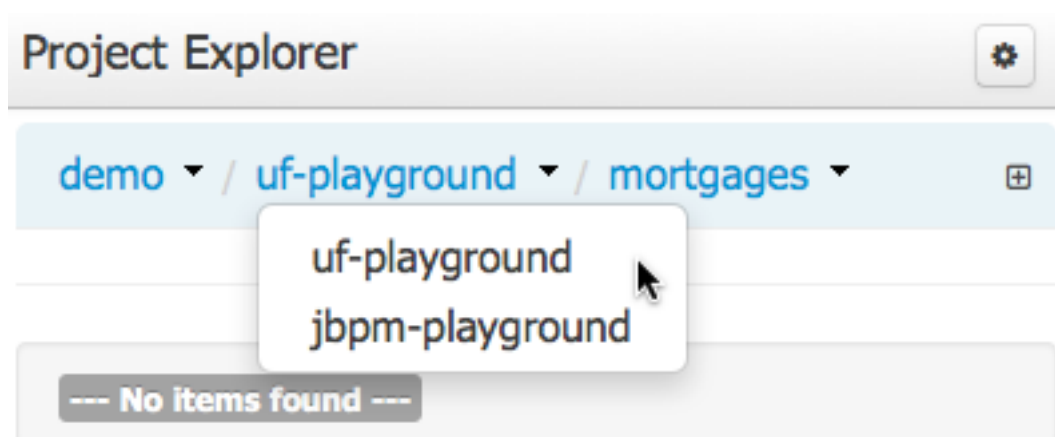 Project Explorer
demo / uf-playground / mortgages
uf-playground
jbpm-playground
--- No items found ---